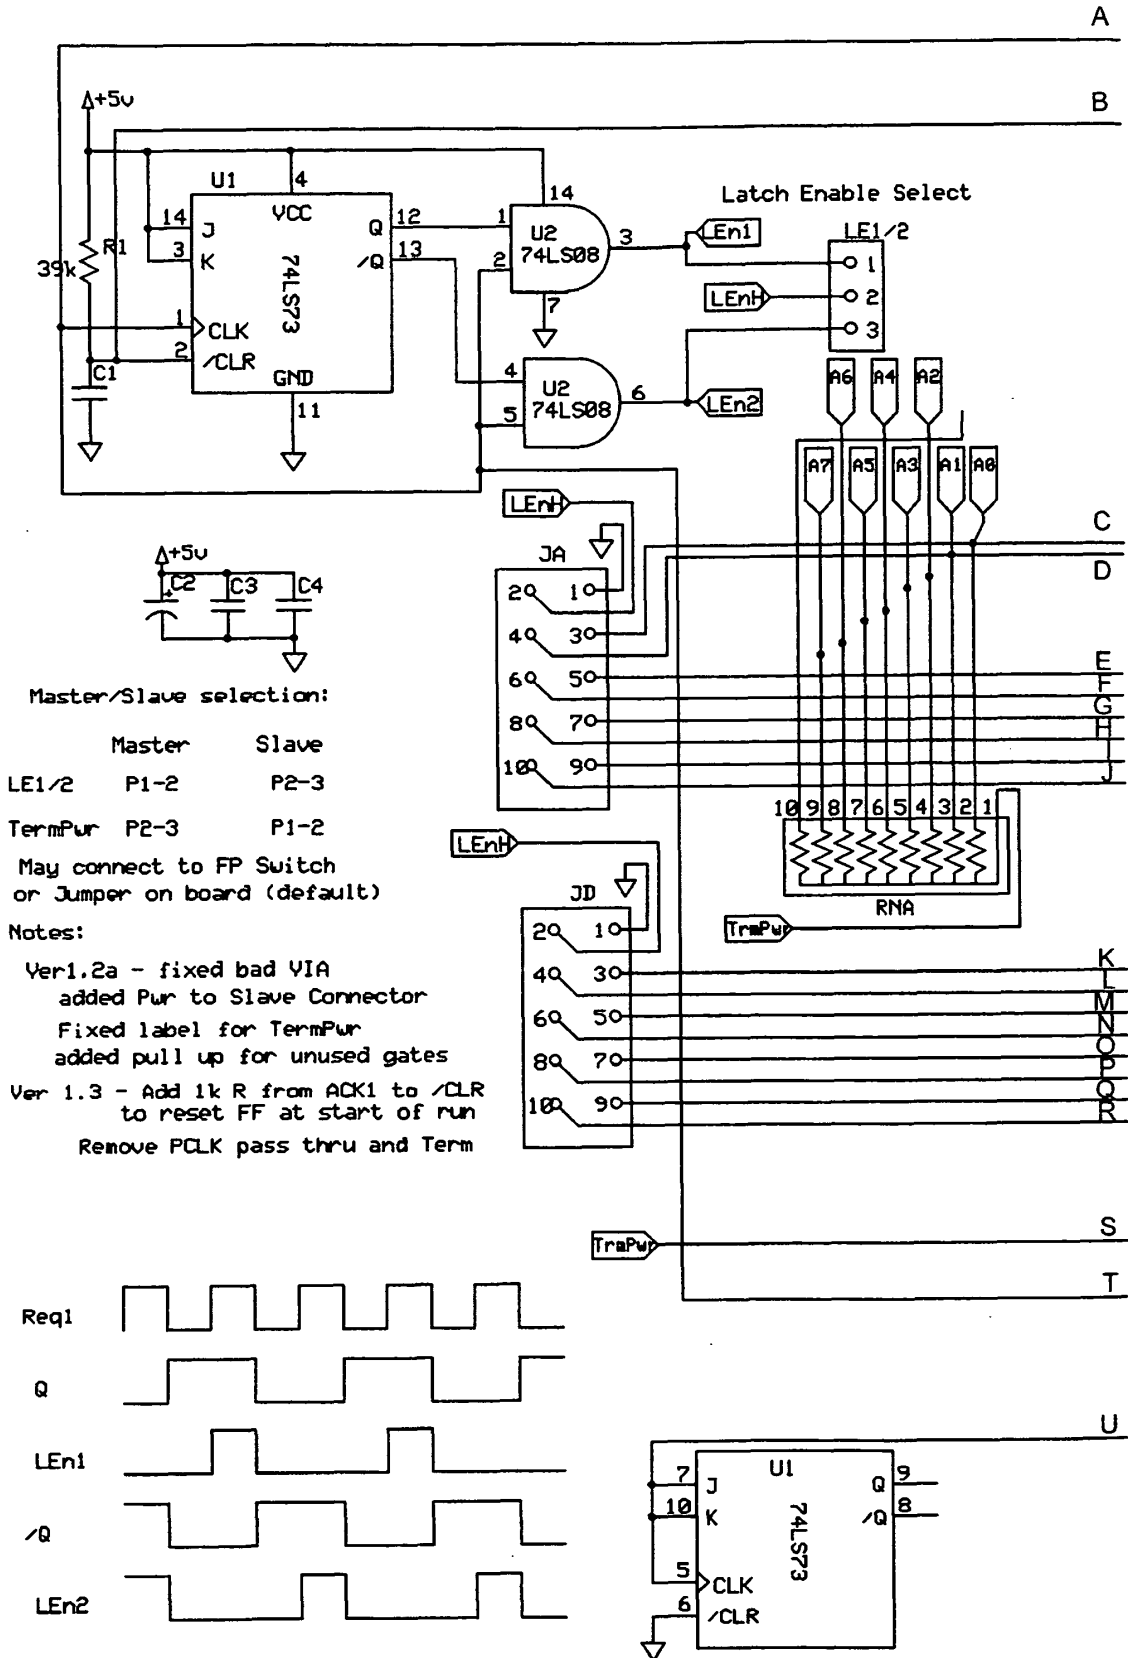 A
+5v
B
U1
4
VCC
14 J
3 K
Q 12
/Q 13
R1
39k
74LS73
1 CLK
2 /CLR
C1
GND
11
14
1
2
U2
74LS08
3
7
4
5
U2
74LS08
6
Latch Enable Select
LEn1
LE1/2
1
LEnH
2
3
LEn2
A6 A4 A2
A7 A5 A3 A1 A0
LEnH
C
D
+5v
C2 C3 C4
JA
2 1
4 3
6 5
8 7
10 9
E
F
G
H
I
J
Master/Slave selection:
Master Slave
LE1/2 P1-2 P2-3
TermPwr P2-3 P1-2
May connect to FP Switch
or Jumper on board (default)
10 9 8 7 6 5 4 3 2 1
RNA
TrmPwr
LEnH
JD
2 1
4 3
6 5
8 7
10 9
K
L
M
N
O
P
Q
R
Notes:
Ver1.2a - fixed bad VIA
added Pwr to Slave Connector
Fixed label for TermPwr
added pull up for unused gates
Ver 1.3 - Add 1k R from ACK1 to /CLR
to reset FF at start of run
Remove PCLK pass thru and Term
TrmPwr
S
T
Req1
Q
LEn1
/Q
LEn2
U
U1
7 J
10 K
Q 9
/Q 8
74LS73
5 CLK
6 /CLR